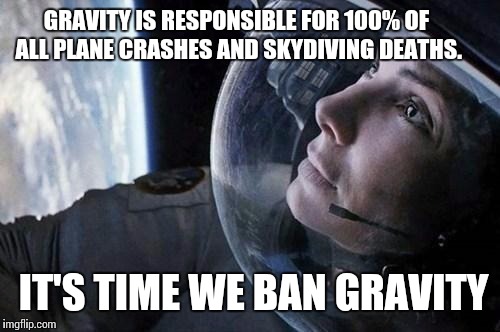 GRAVITY IS RESPONSIBLE FOR 100% OF
ALL PLANE CRASHES AND SKYDIVING DEATHS.
IT'S TIME WE BAN GRAVITY
imgflip.com